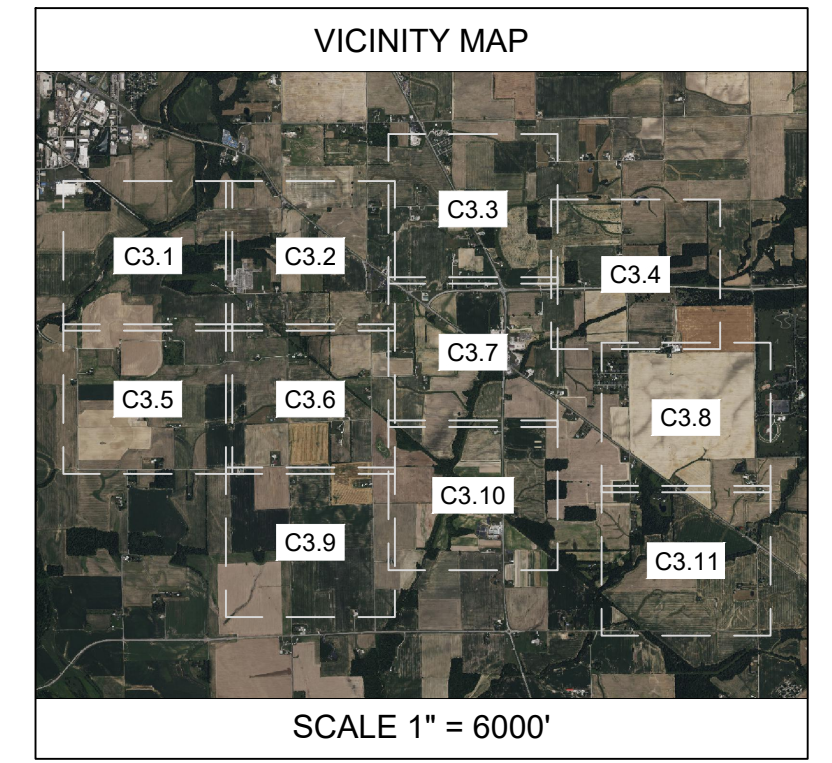 VICINITY MAP
C3.3
C3.1
C3.2
C3.4
C3.7
C3.5
C3.6
C3.8
C3.10
C3.9
C3.11
SCALE 1" = 6000'